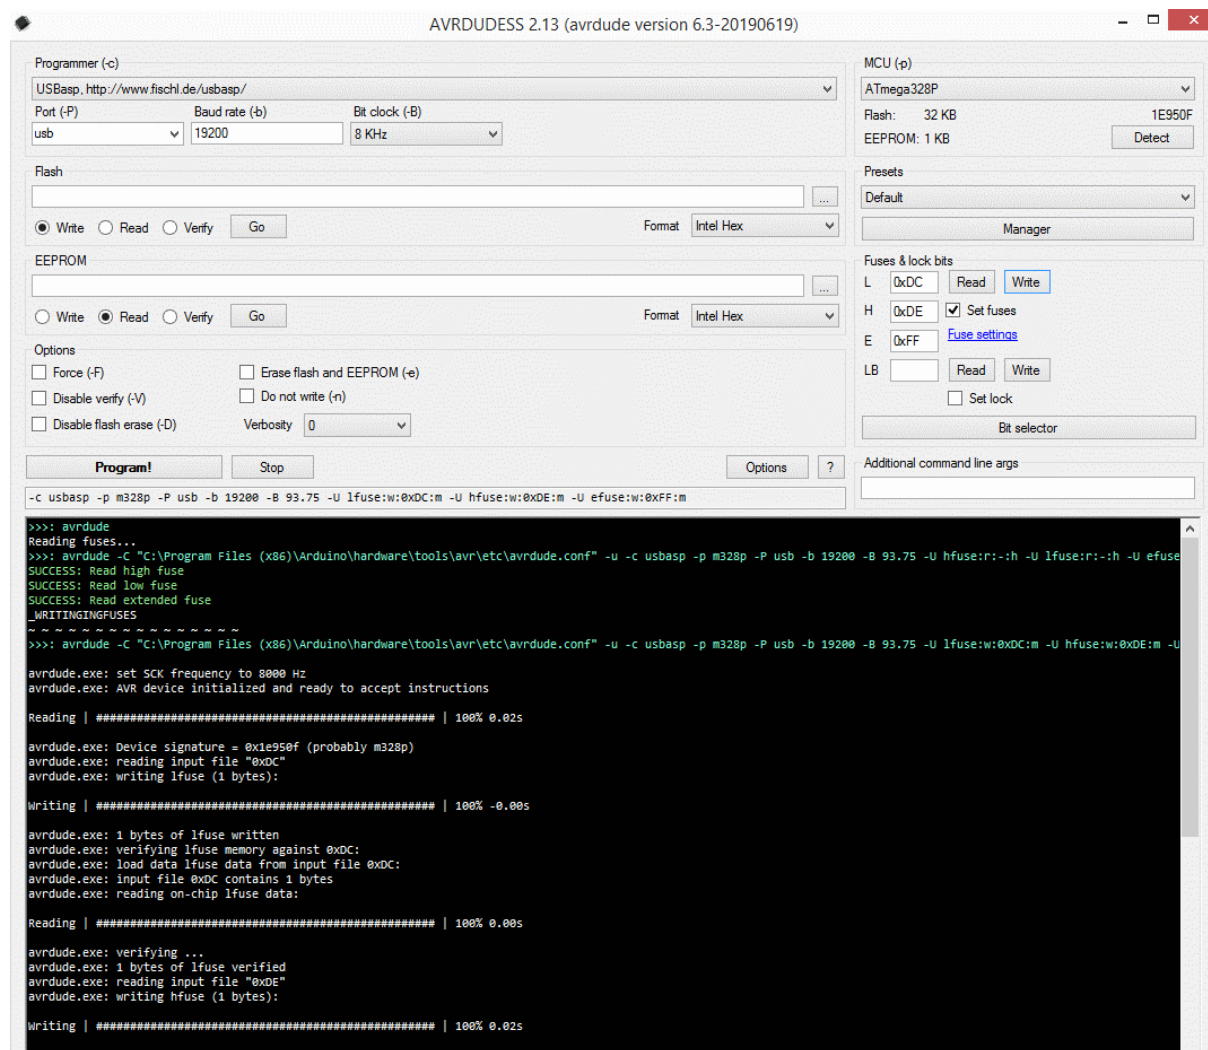 AVRDUDESS 2.13 (avrdude version 6.3-20190619)
Programmer (-c)
USBasp, http://www.fischl.de/usbasp/
Port (-P) Baud rate (-b) Bit clock (-B)
usb 19200 8 KHz
MCU (-p)
ATmega328P
Flash: 32 KB 1E950F
EEPROM: 1 KB Detect
Flash
...
Write Read Verify Go Format Intel Hex
Presets
Default
Manager
EEPROM
...
Write Read Verify Go Format Intel Hex
Fuses & lock bits
L 0xDC Read Write
H 0xDE Set fuses
E 0xFF Fuse settings
LB Read Write
Set lock
Bit selector
Options
Force (-F) Erase flash and EEPROM (-e)
Disable verify (-V) Do not write (-n)
Disable flash erase (-D) Verbosity 0
Program! Stop Options ?
Additional command line args
-c usbasp -p m328p -P usb -b 19200 -B 93.75 -U lfuse:w:0xDC:m -U hfuse:w:0xDE:m -U efuse:w:0xFF:m
>>>: avrdude
Reading fuses...
>>>: avrdude -C "C:\Program Files (x86)\Arduino\hardware\tools\avr\etc\avrdude.conf" -u -c usbasp -p m328p -P usb -b 19200 -B 93.75 -U hfuse:r:-:h -U lfuse:r:-:h -U efuse
SUCCESS: Read high fuse
SUCCESS: Read low fuse
SUCCESS: Read extended fuse
_WRITINGINGFUSES
~ ~ ~ ~ ~ ~ ~ ~ ~ ~ ~ ~ ~ ~ ~ ~
>>>: avrdude -C "C:\Program Files (x86)\Arduino\hardware\tools\avr\etc\avrdude.conf" -u -c usbasp -p m328p -P usb -b 19200 -B 93.75 -U lfuse:w:0xDC:m -U hfuse:w:0xDE:m -U
avrdude.exe: set SCK frequency to 8000 Hz
avrdude.exe: AVR device initialized and ready to accept instructions
Reading | ################################################## | 100% 0.02s
avrdude.exe: Device signature = 0x1e950f (probably m328p)
avrdude.exe: reading input file "0xDC"
avrdude.exe: writing lfuse (1 bytes):
Writing | ################################################## | 100% -0.00s
avrdude.exe: 1 bytes of lfuse written
avrdude.exe: verifying lfuse memory against 0xDC:
avrdude.exe: load data lfuse data from input file 0xDC:
avrdude.exe: input file 0xDC contains 1 bytes
avrdude.exe: reading on-chip lfuse data:
Reading | ################################################## | 100% 0.00s
avrdude.exe: verifying ...
avrdude.exe: 1 bytes of lfuse verified
avrdude.exe: reading input file "0xDE"
avrdude.exe: writing hfuse (1 bytes):
Writing | ################################################## | 100% 0.02s